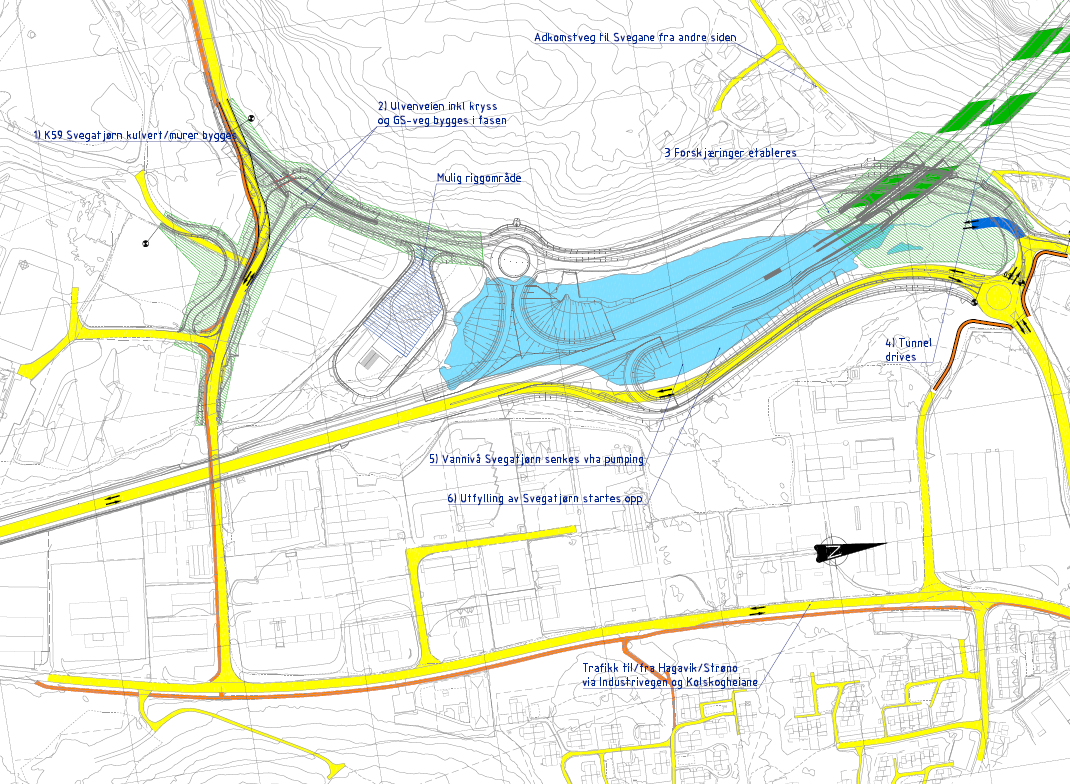 Adkomstveg til Svegane fra andre siden
2) Ulvenveien inkl kryss
og GS-veg bygges i fasen
1) K59 Svegatjørn kulvert/murer bygges
3 Forskjæringer etableres
Mulig riggområde
4) Tunnel
drives
5) Vannivå Svegatjørn senkes vha pumping
6) Utfylling av Svegatjørn startes opp
N
Trafikk til/fra Hagavik/Strøno
via Industrivegen og Kolskogheiane